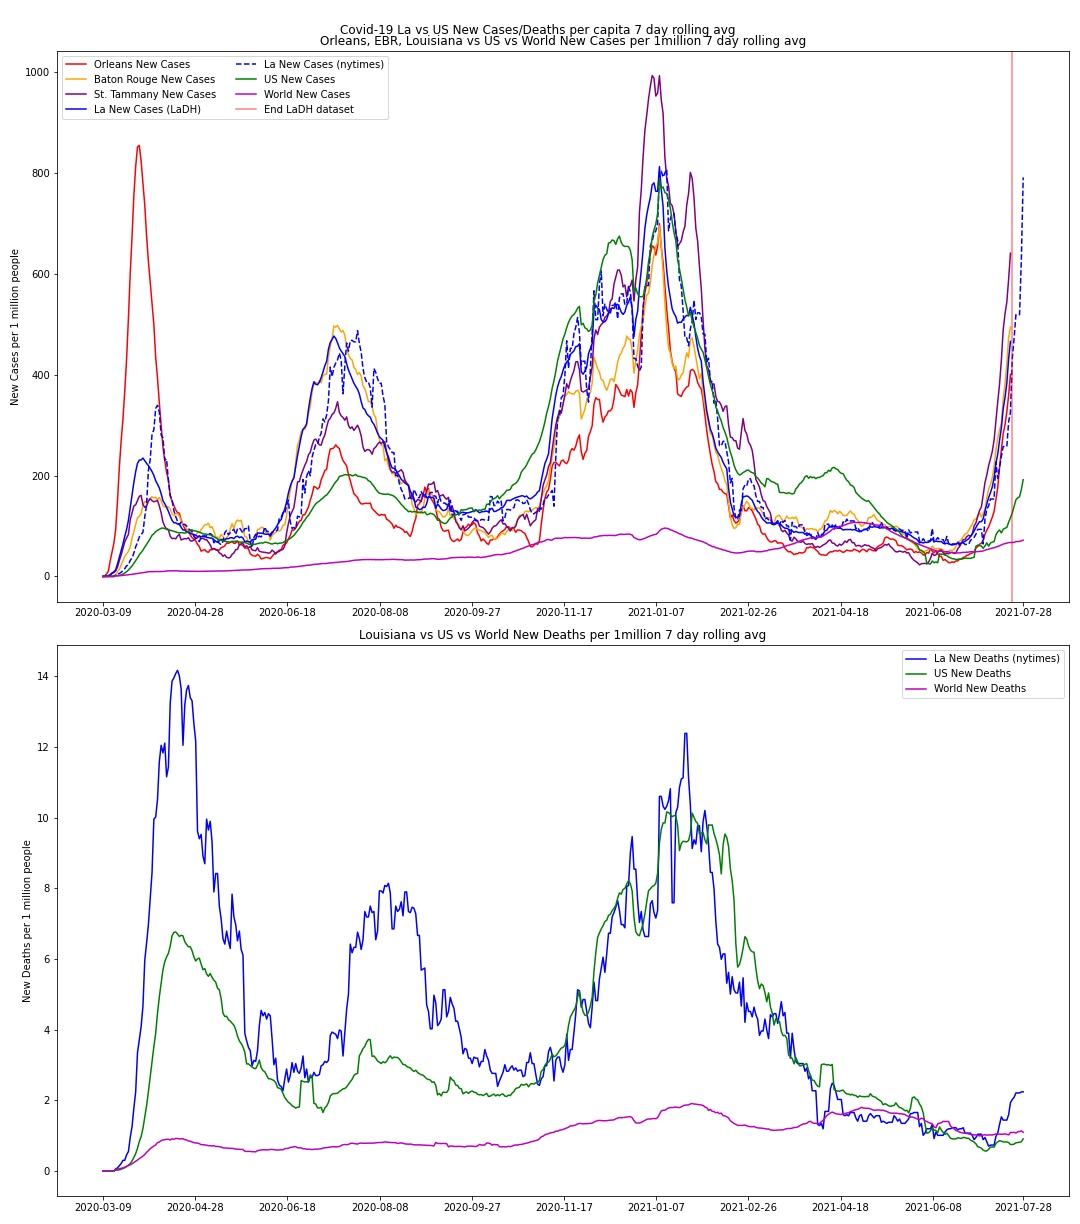 Covid-19 La vs US New Cases/Deaths per capita 7 day rolling avg
Orleans, EBR, Louisiana vs US vs World New Cases per 1million 7 day rolling avg
Orleans New Cases
Baton Rouge New Cases
St. Tammany New Cases
La New Cases (LaDH)
La New Cases (nytimes)
US New Cases
World New Cases
End LaDH dataset
New Cases per 1 million people
1000
800
600
400
200
0
2020-03-09 2020-04-28 2020-06-18 2020-08-08 2020-09-27 2020-11-17 2021-01-07 2021-02-26 2021-04-18 2021-06-08 2021-07-28
Louisiana vs US vs World New Deaths per 1million 7 day rolling avg
La New Deaths (nytimes)
US New Deaths
World New Deaths
New Deaths per 1 million people
14
12
10
8
6
4
2
0
2020-03-09 2020-04-28 2020-06-18 2020-08-08 2020-09-27 2020-11-17 2021-01-07 2021-02-26 2021-04-18 2021-06-08 2021-07-28